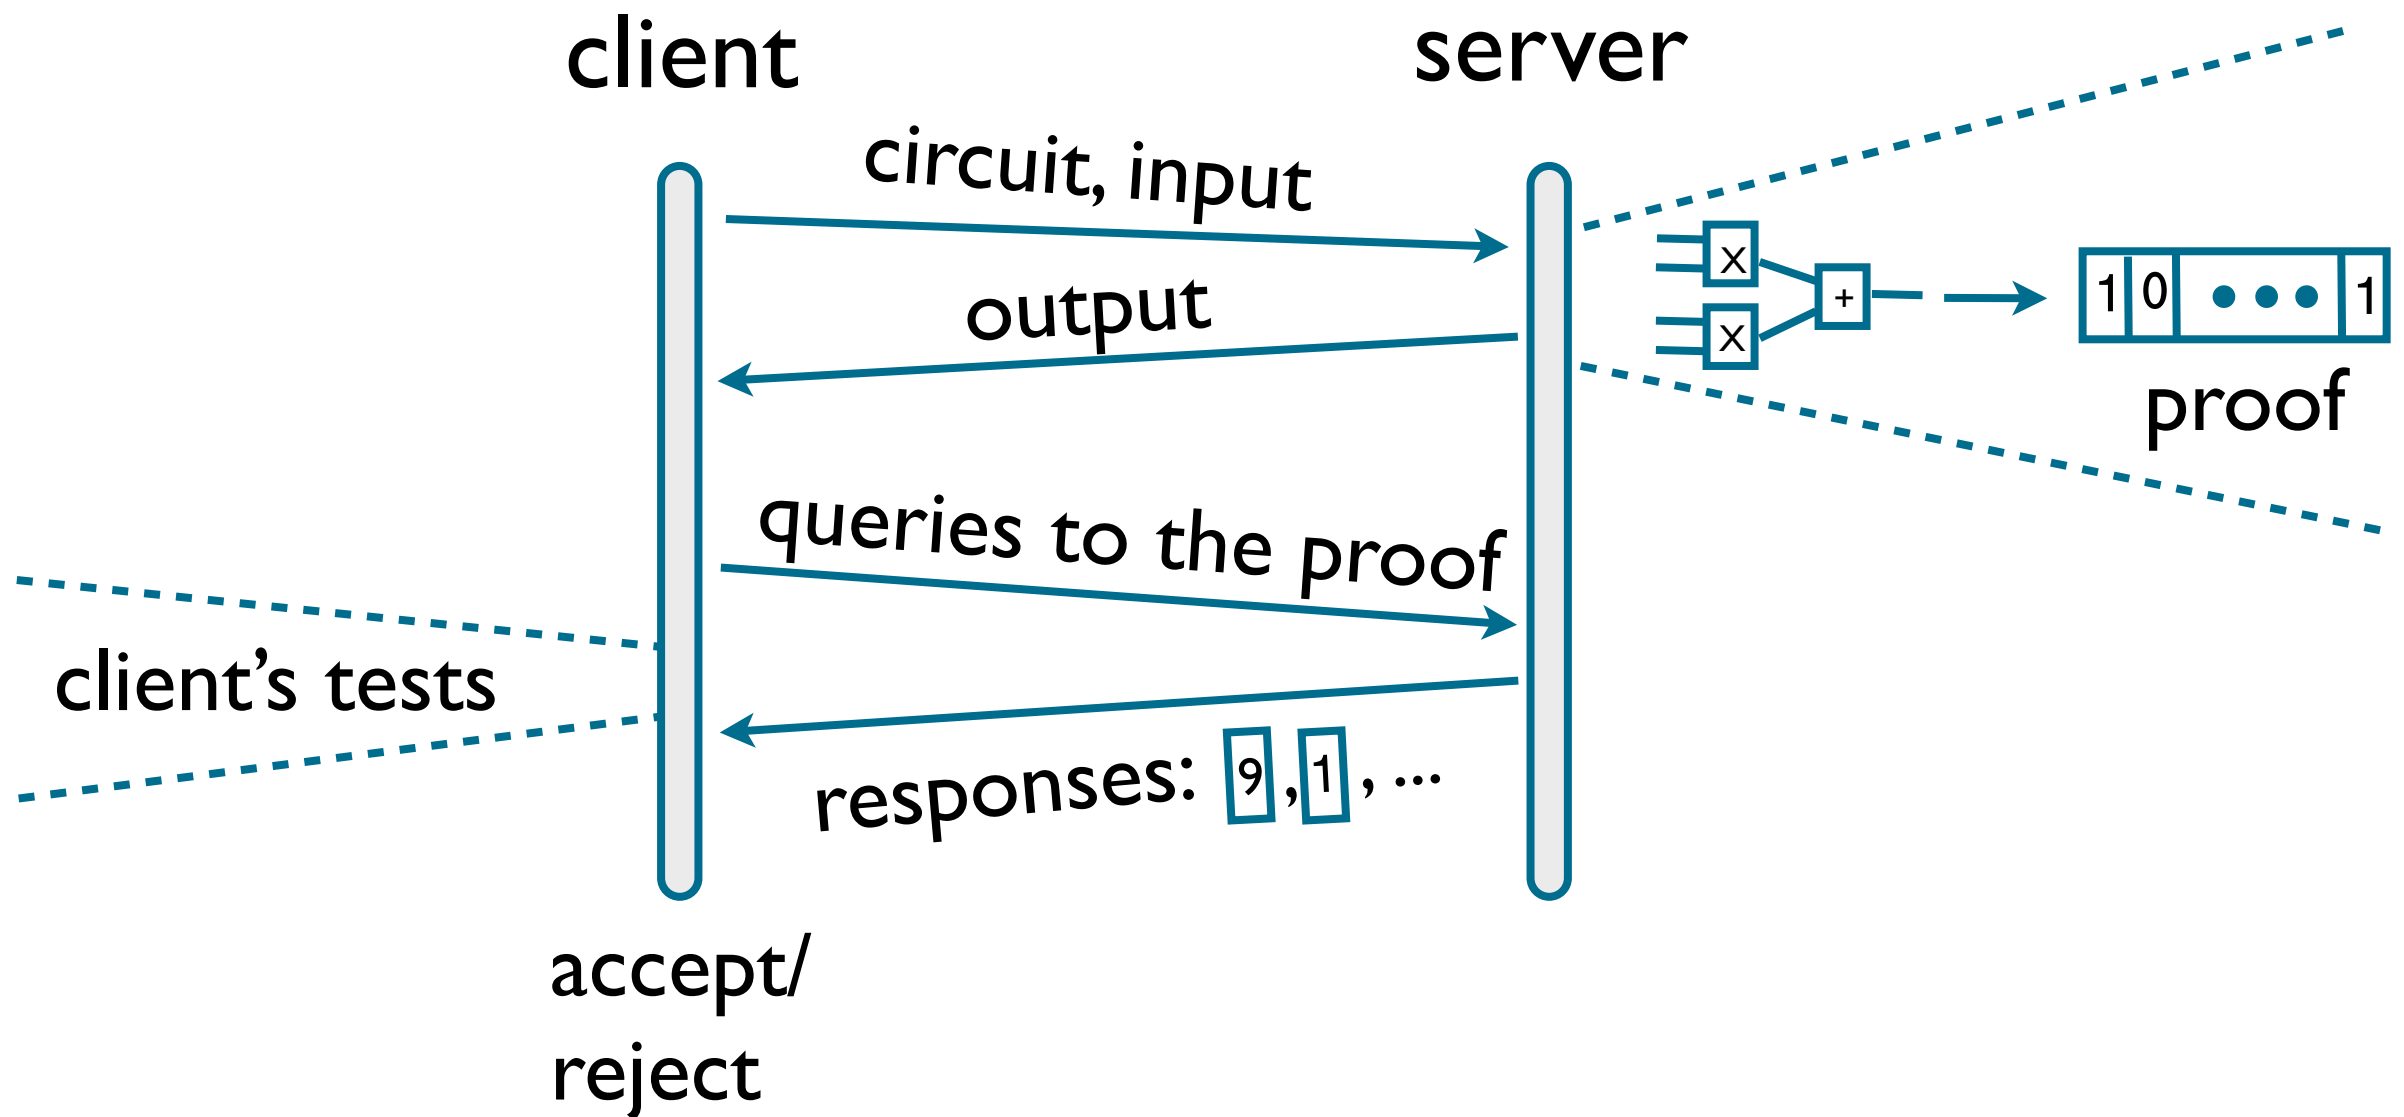 client
server
circuit, input
output
x
x
+
1 0 ••• 1
proof
queries to the proof
client’s tests
responses: 9 , 1 , ...
accept/
reject